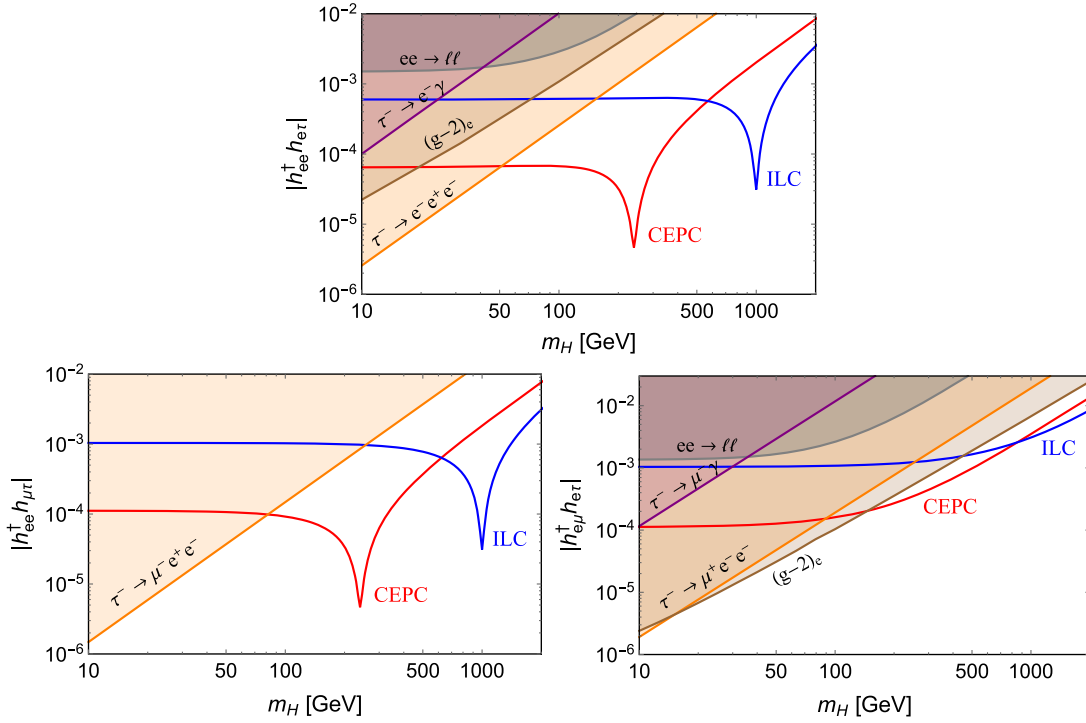 10⁻²
10⁻³
10⁻⁴
10⁻⁵
10⁻⁶
|h†ee heτ|
ee → ℓℓ
τ⁻ → e⁻γ
(g−2)e
τ⁻ → e⁻e⁺e⁻
ILC
CEPC
10 50 100 500 1000
mH [GeV]
10⁻²
10⁻³
10⁻⁴
10⁻⁵
10⁻⁶
|h†ee hμτ|
τ⁻ → μ⁻e⁺e⁻
ILC
CEPC
10 50 100 500 1000
mH [GeV]
10⁻²
10⁻³
10⁻⁴
10⁻⁵
10⁻⁶
|h†eμ heτ|
ee → ℓℓ
τ⁻ → μ⁻γ
ILC
CEPC
τ⁻ → μ⁺e⁻e⁻
(g−2)e
10 50 100 500 1000
mH [GeV]